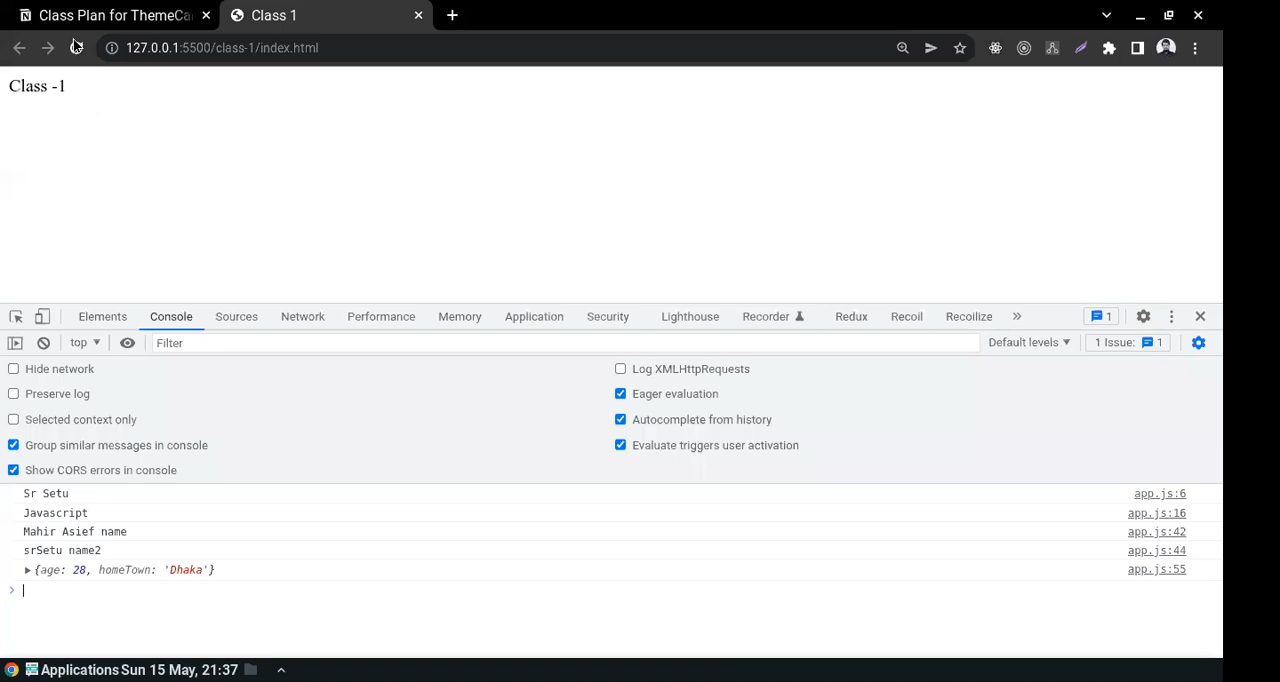 Class Plan for ThemeCa
Class 1
127.0.0.1:5500/class-1/index.html
Class -1
Elements Console Sources Network Performance Memory Application Security Lighthouse Recorder Redux Recoil Recoilize » 1
top Filter Default levels 1 Issue: 1
Hide network
Log XMLHttpRequests
Preserve log
Eager evaluation
Selected context only
Autocomplete from history
Group similar messages in console
Evaluate triggers user activation
Show CORS errors in console
Sr Setu app.js:6
Javascript app.js:16
Mahir Asief name app.js:42
srSetu name2 app.js:44
{age: 28, homeTown: 'Dhaka'} app.js:55
Applications Sun 15 May, 21:37